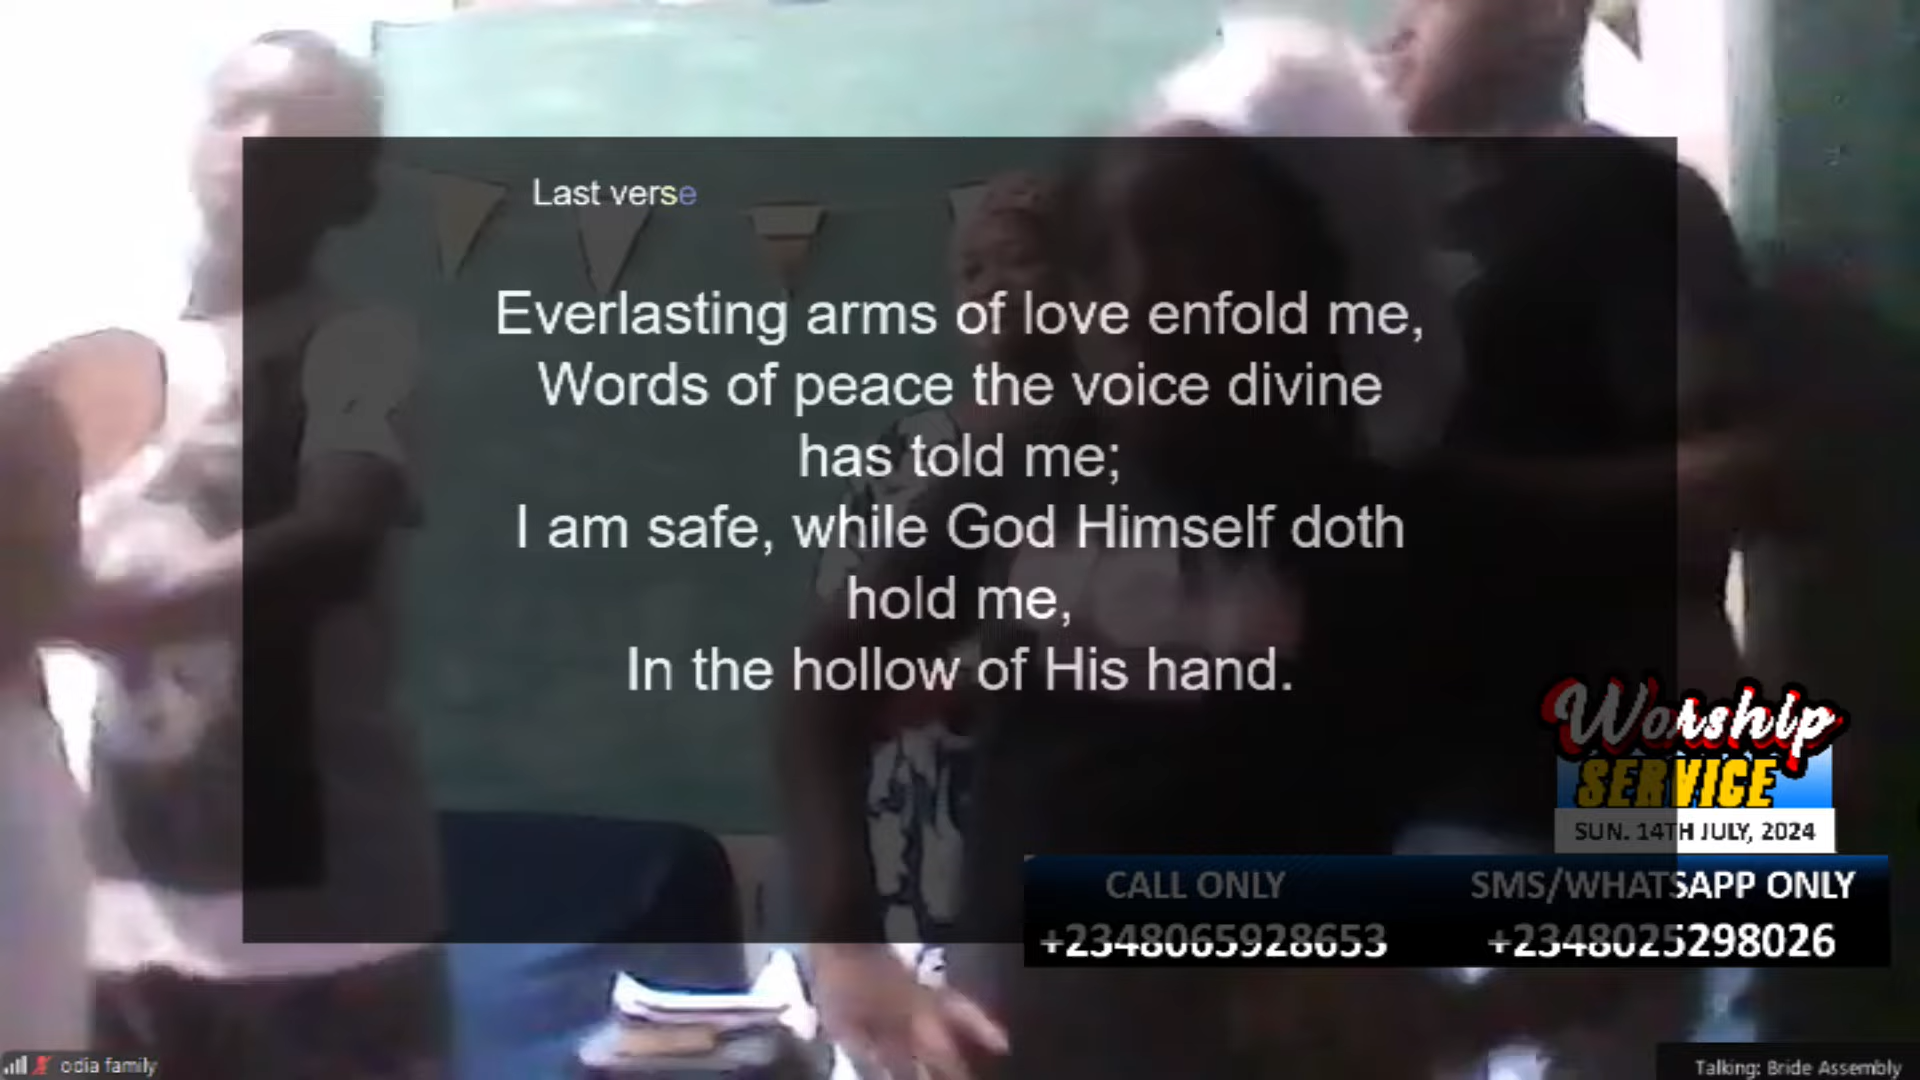 Last verse
Everlasting arms of love enfold me,
Words of peace the voice divine
has told me;
I am safe, while God Himself doth
hold me,
In the hollow of His hand.
Worship
SERVICE
SUN. 14TH JULY, 2024
CALL ONLY SMS/WHATSAPP ONLY
+2348065928653 +2348025298026
odia family
Talking: Bride Assembly